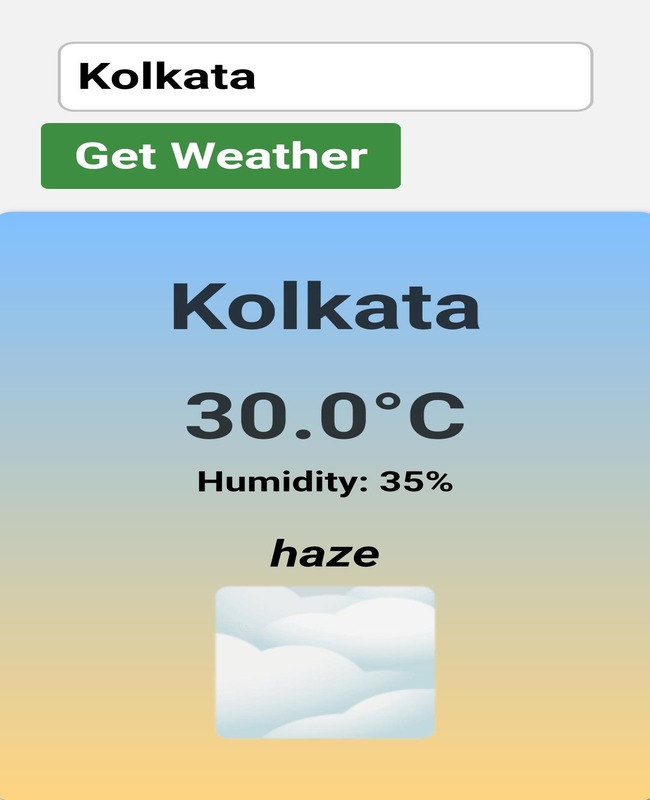 Kolkata
Get Weather
Kolkata
30.0°C
Humidity: 35%
haze